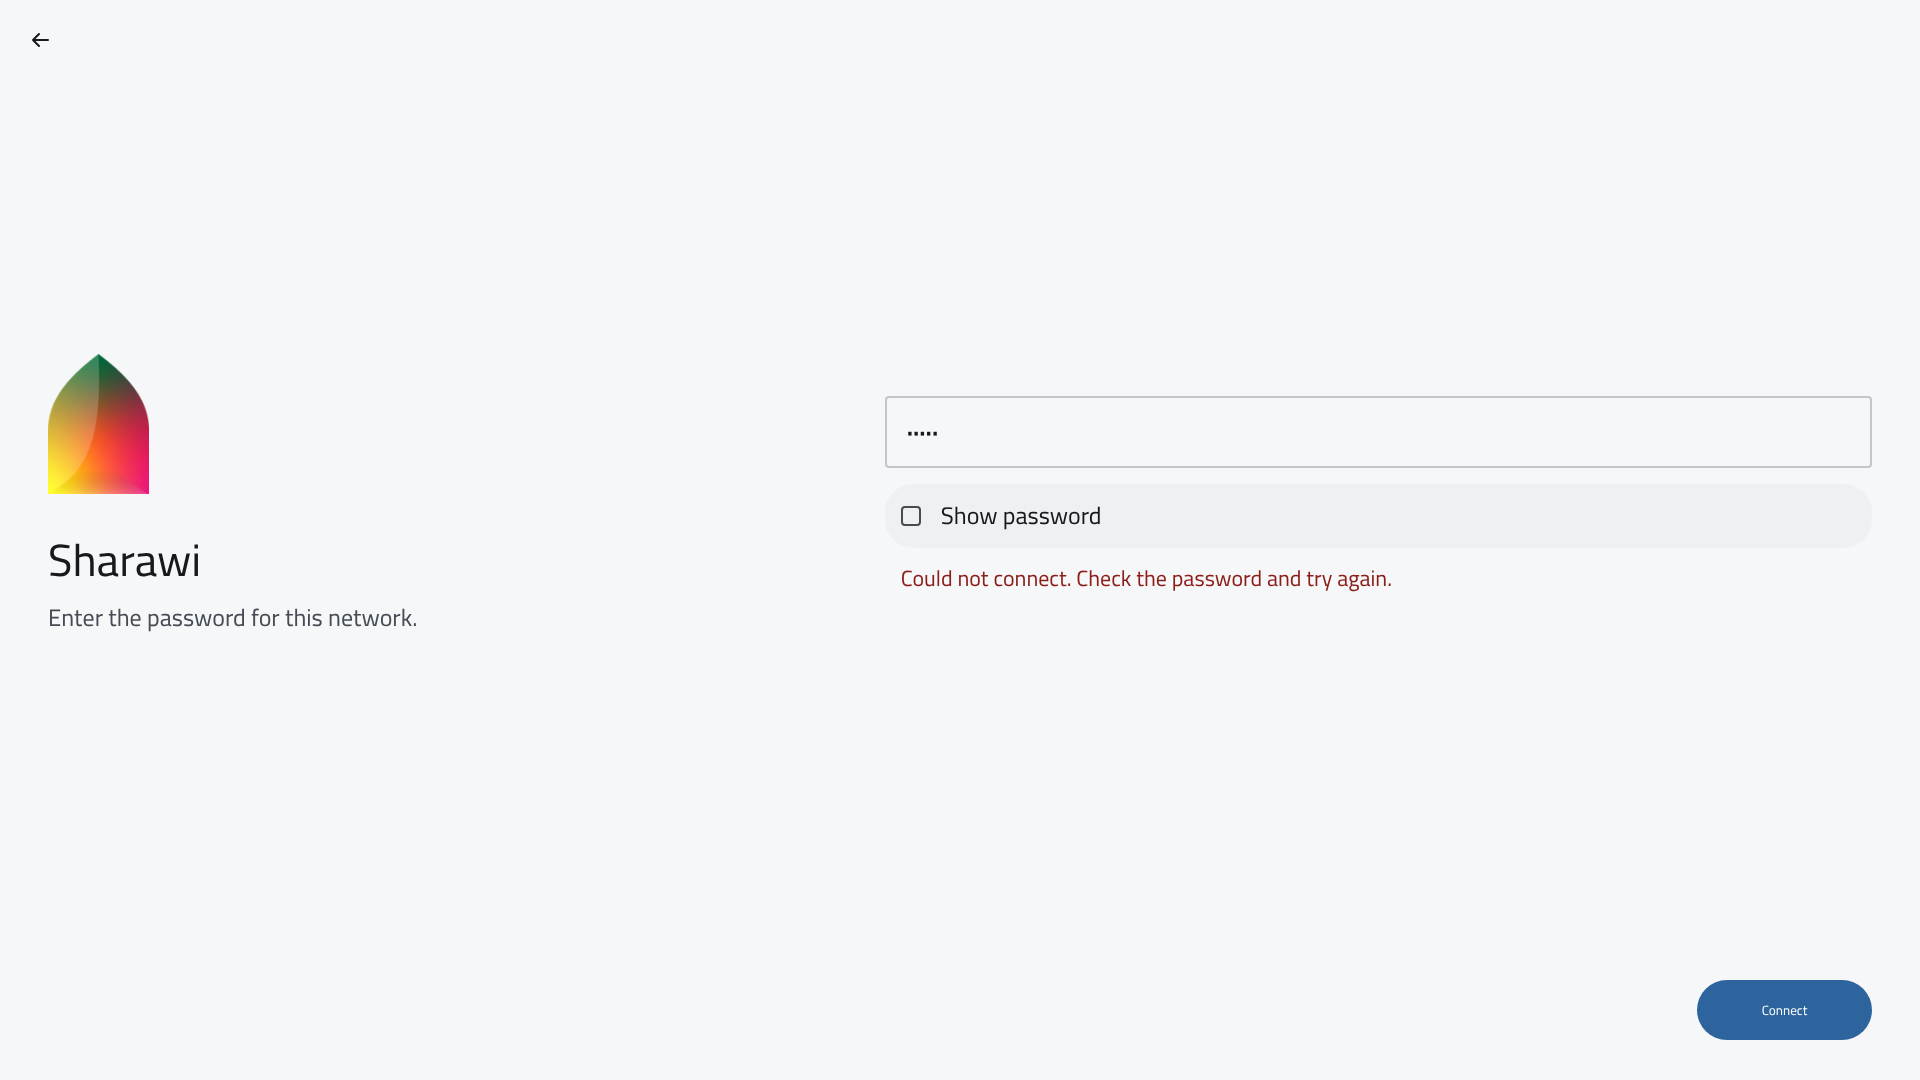 Sharawi
Enter the password for this network.
•••••
Show password
Could not connect. Check the password and try again.
Connect